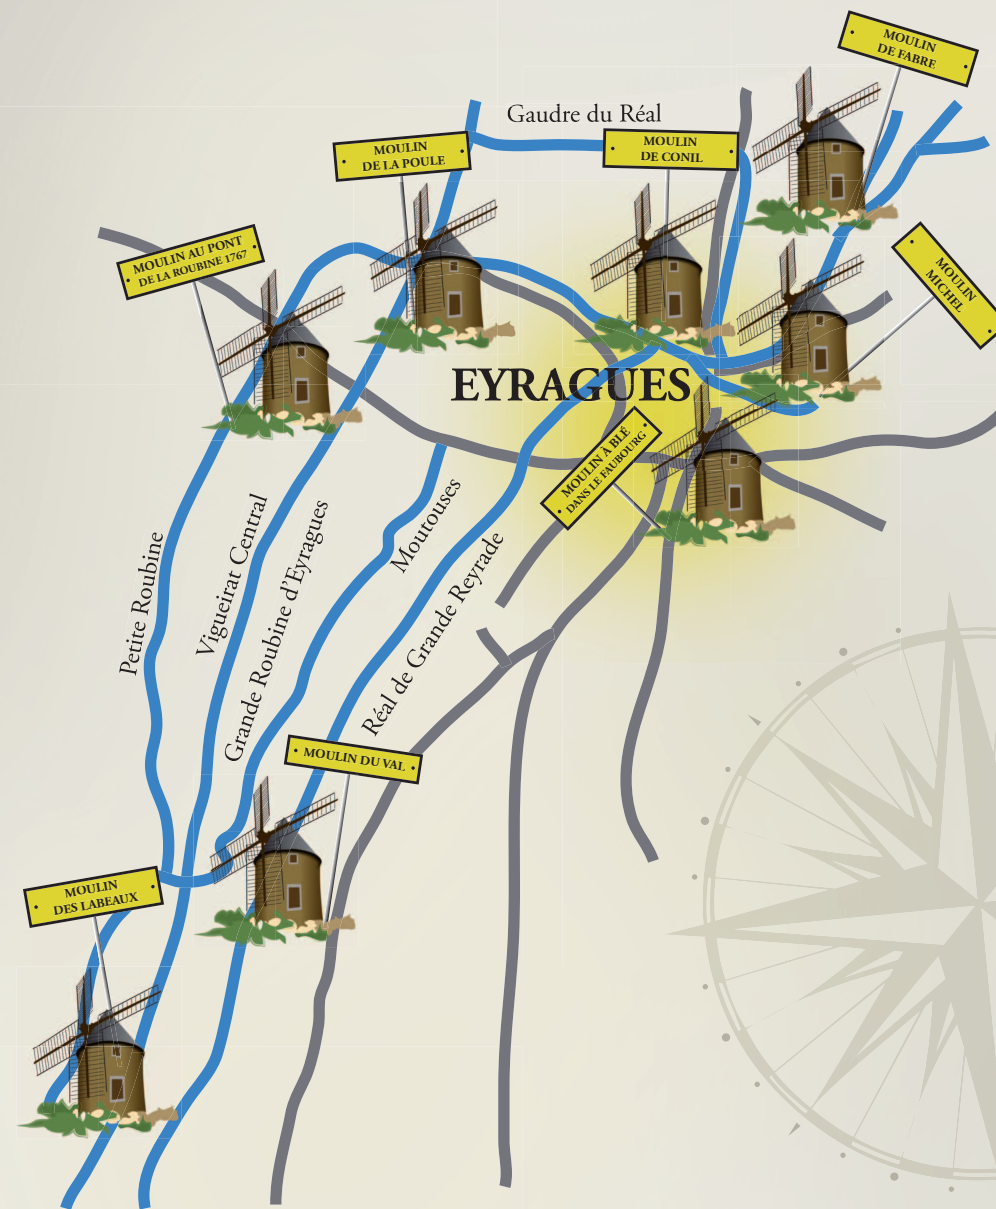 MOULIN
DE FABRE
Gaudre du Réal
MOULIN
DE LA POULE
MOULIN
DE CONIL
MOULIN AU PONT
DE LA ROUBINE 1767
MOULIN
MICHEL
EYRAGUES
MOULIN À BLÉ
DANS LE FAUBOURG
Petite Roubine
Vigueirat Central
Grande Roubine d'Eyragues
Moutouses
Réal de Grande Reyrade
MOULIN DU VAL
MOULIN
DES LABEAUX